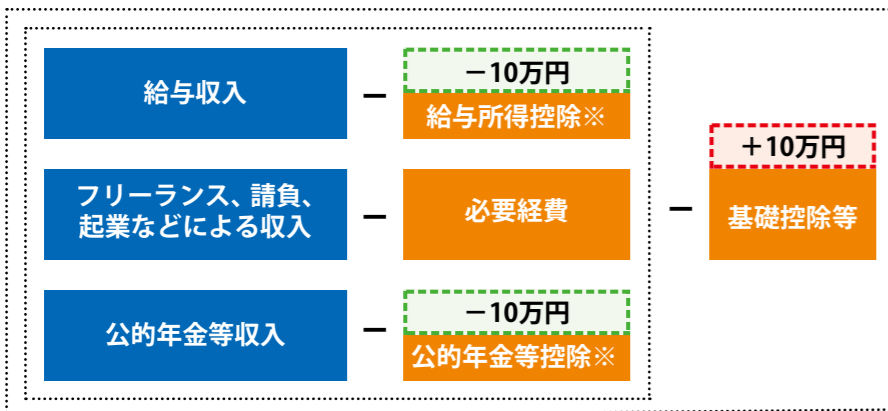 給与収入
−
−10万円
給与所得控除※
フリーランス、請負、
起業などによる収入
−
必要経費
公的年金等収入
−
−10万円
公的年金等控除※
−
+10万円
基礎控除等